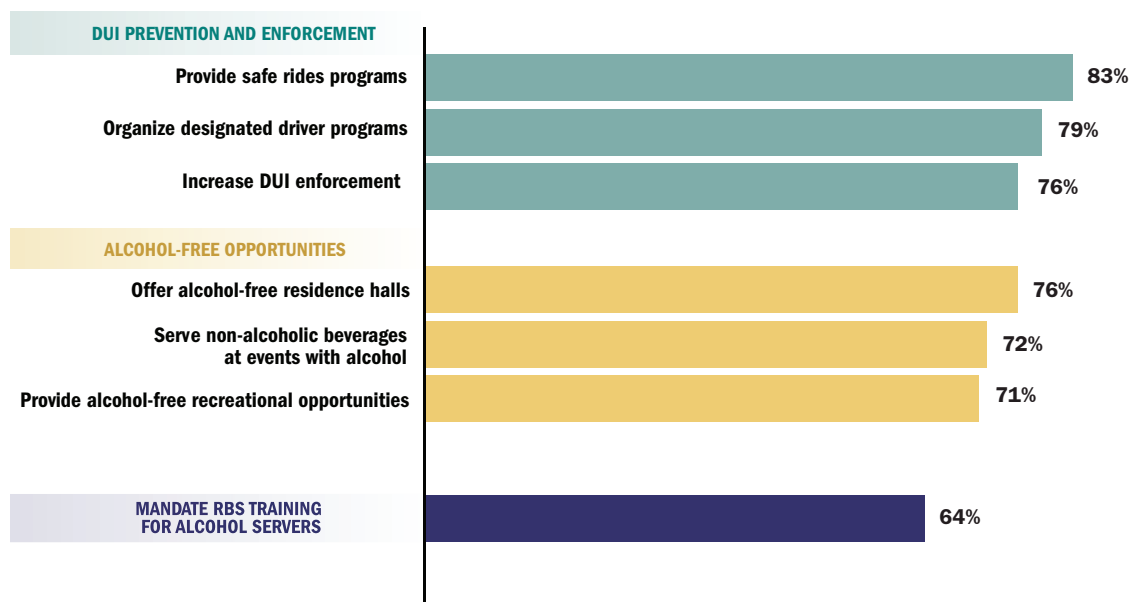 DUI PREVENTION AND ENFORCEMENT
Provide safe rides programs
83%
Organize designated driver programs
79%
Increase DUI enforcement
76%
ALCOHOL-FREE OPPORTUNITIES
Offer alcohol-free residence halls
76%
Serve non-alcoholic beverages
at events with alcohol
72%
Provide alcohol-free recreational opportunities
71%
MANDATE RBS TRAINING
FOR ALCOHOL SERVERS
64%